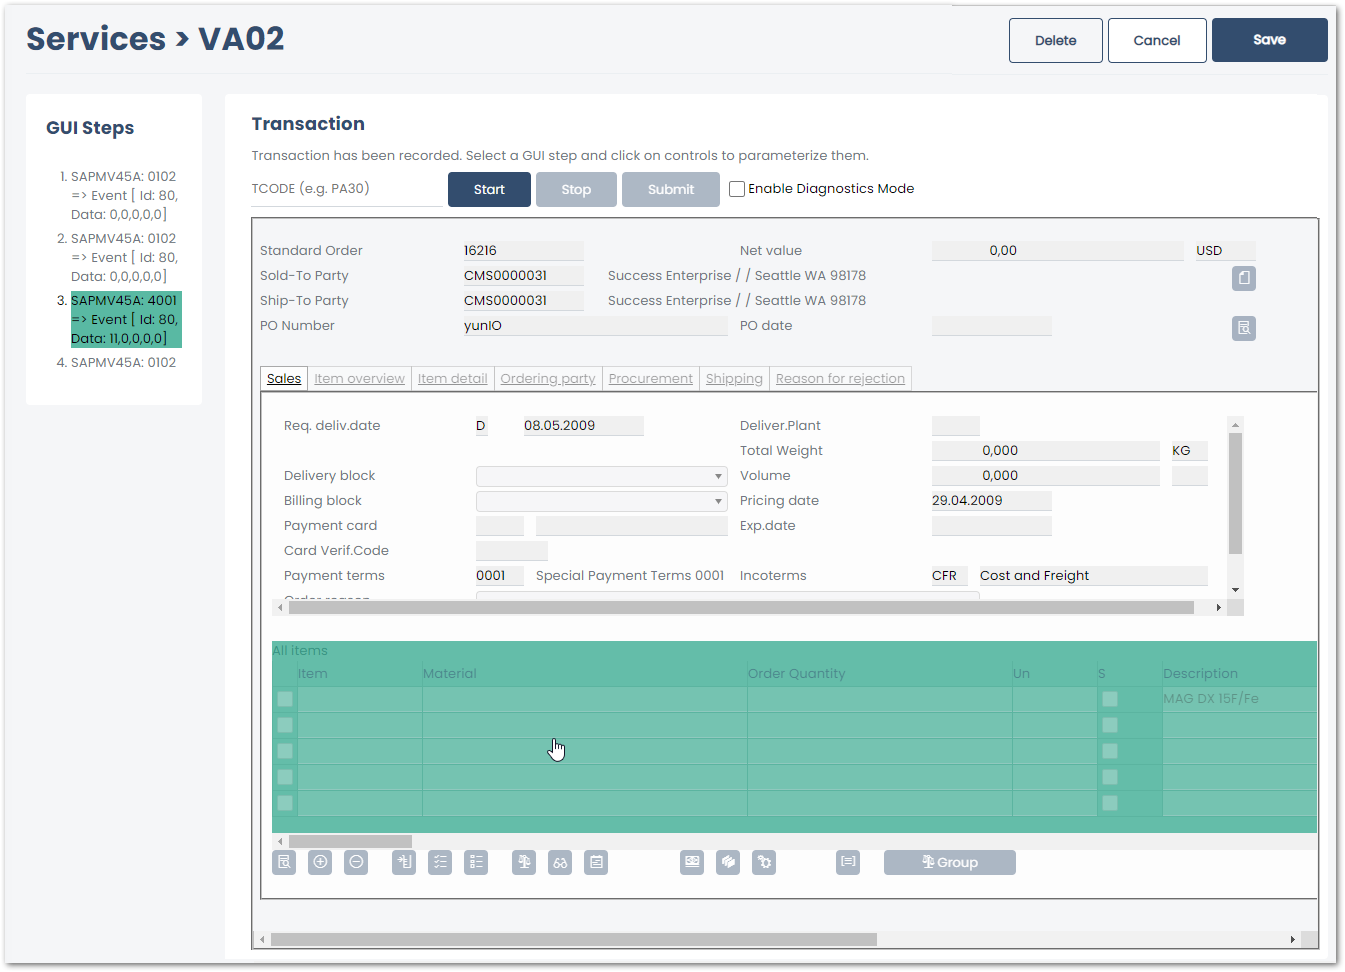 Services > VA02
Delete Cancel Save
GUI Steps
1. SAPMV45A: 0102
=> Event [ Id: 80,
Data: 0,0,0,0,0]
2. SAPMV45A: 0102
=> Event [ Id: 80,
Data: 0,0,0,0,0]
3. SAPMV45A: 4001
=> Event [ Id: 80,
Data: 11,0,0,0,0]
4. SAPMV45A: 0102
Transaction
Transaction has been recorded. Select a GUI step and click on controls to parameterize them.
TCODE (e.g. PA30) Start Stop Submit Enable Diagnostics Mode
Standard Order 16216 Net value 0,00 USD
Sold-To Party CMS0000031 Success Enterprise / / Seattle WA 98178
Ship-To Party CMS0000031 Success Enterprise / / Seattle WA 98178
PO Number yunIO PO date
Sales Item overview Item detail Ordering party Procurement Shipping Reason for rejection
Req. deliv.date D 08.05.2009 Deliver.Plant
Total Weight 0,000 KG
Delivery block Volume 0,000
Billing block Pricing date 29.04.2009
Payment card Exp.date
Card Verif.Code
Payment terms 0001 Special Payment Terms 0001 Incoterms CFR Cost and Freight
Order reason
All items
Item Material Order Quantity Un S Description
MAG DX 15F/Fe
Group